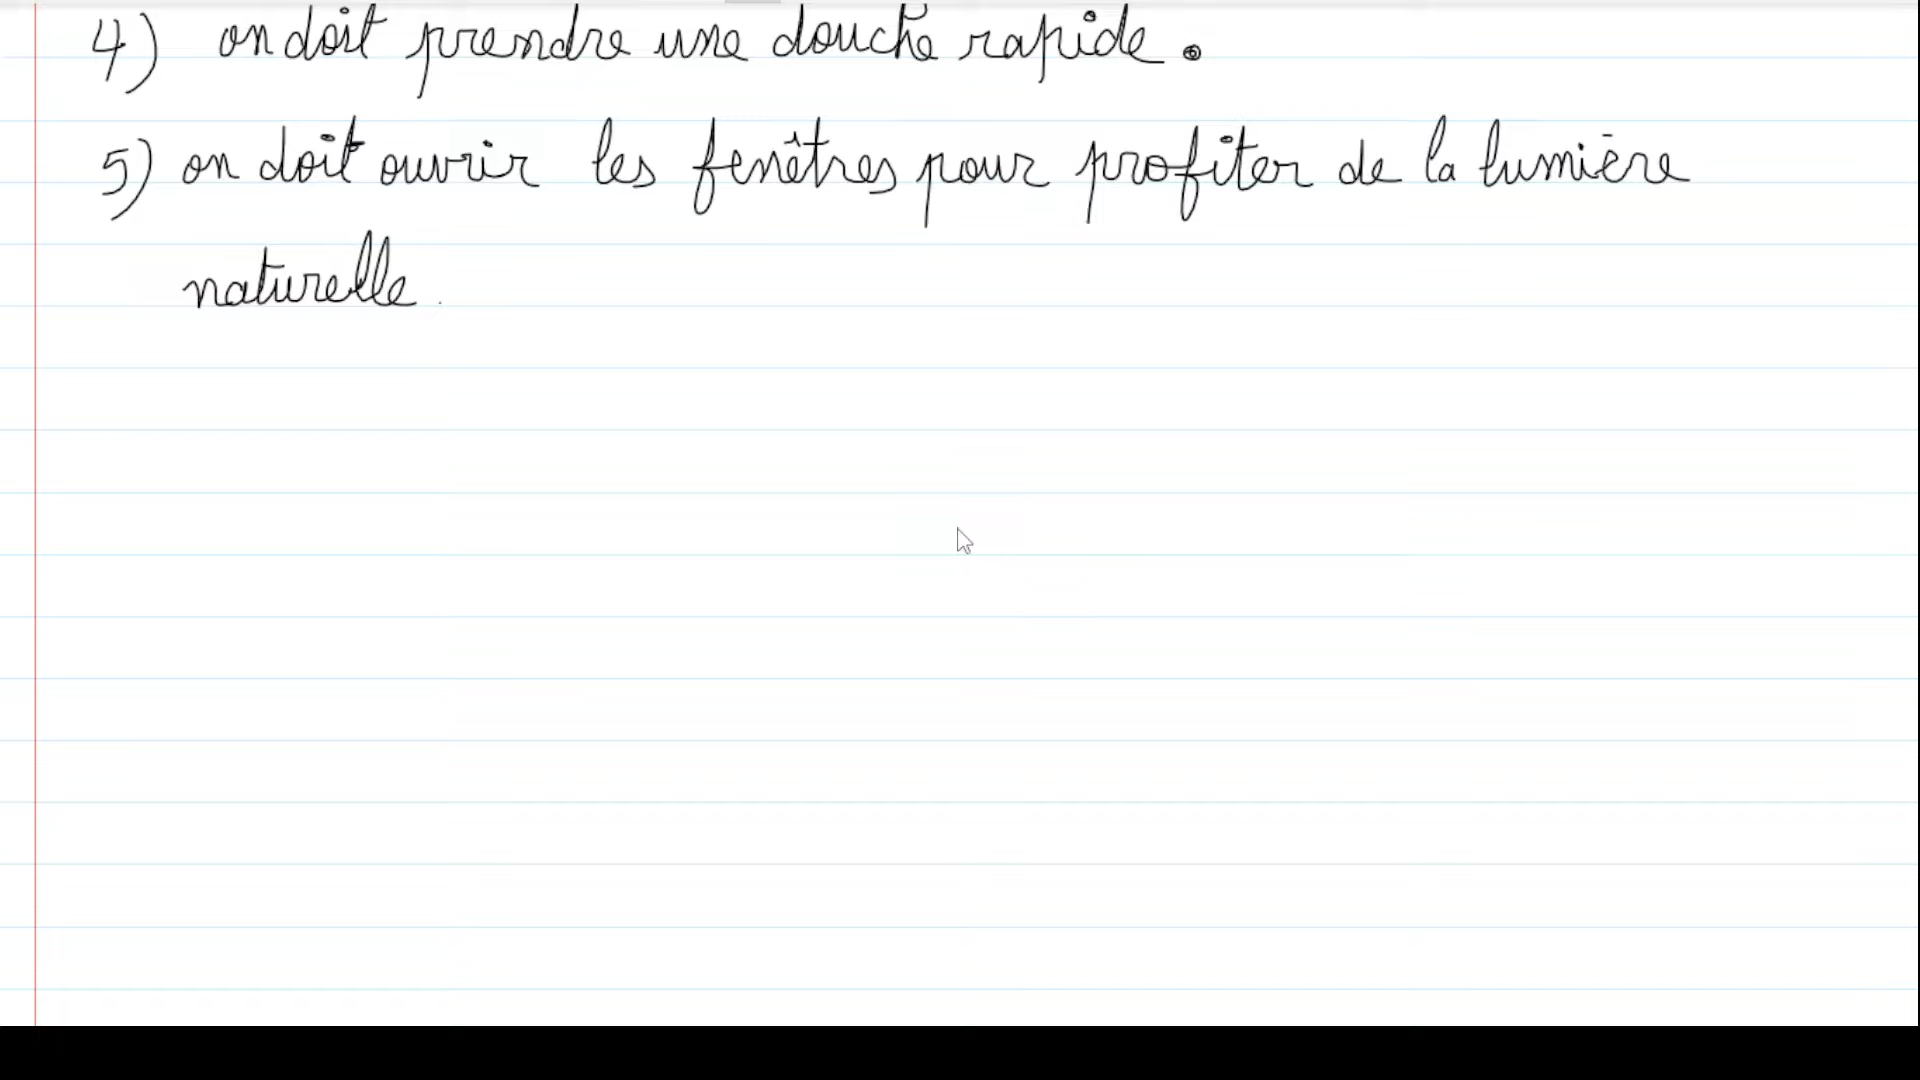 4) on doit prendre une douche rapide.
5) on doit ouvrir les fenêtres pour profiter de la lumière
naturelle.